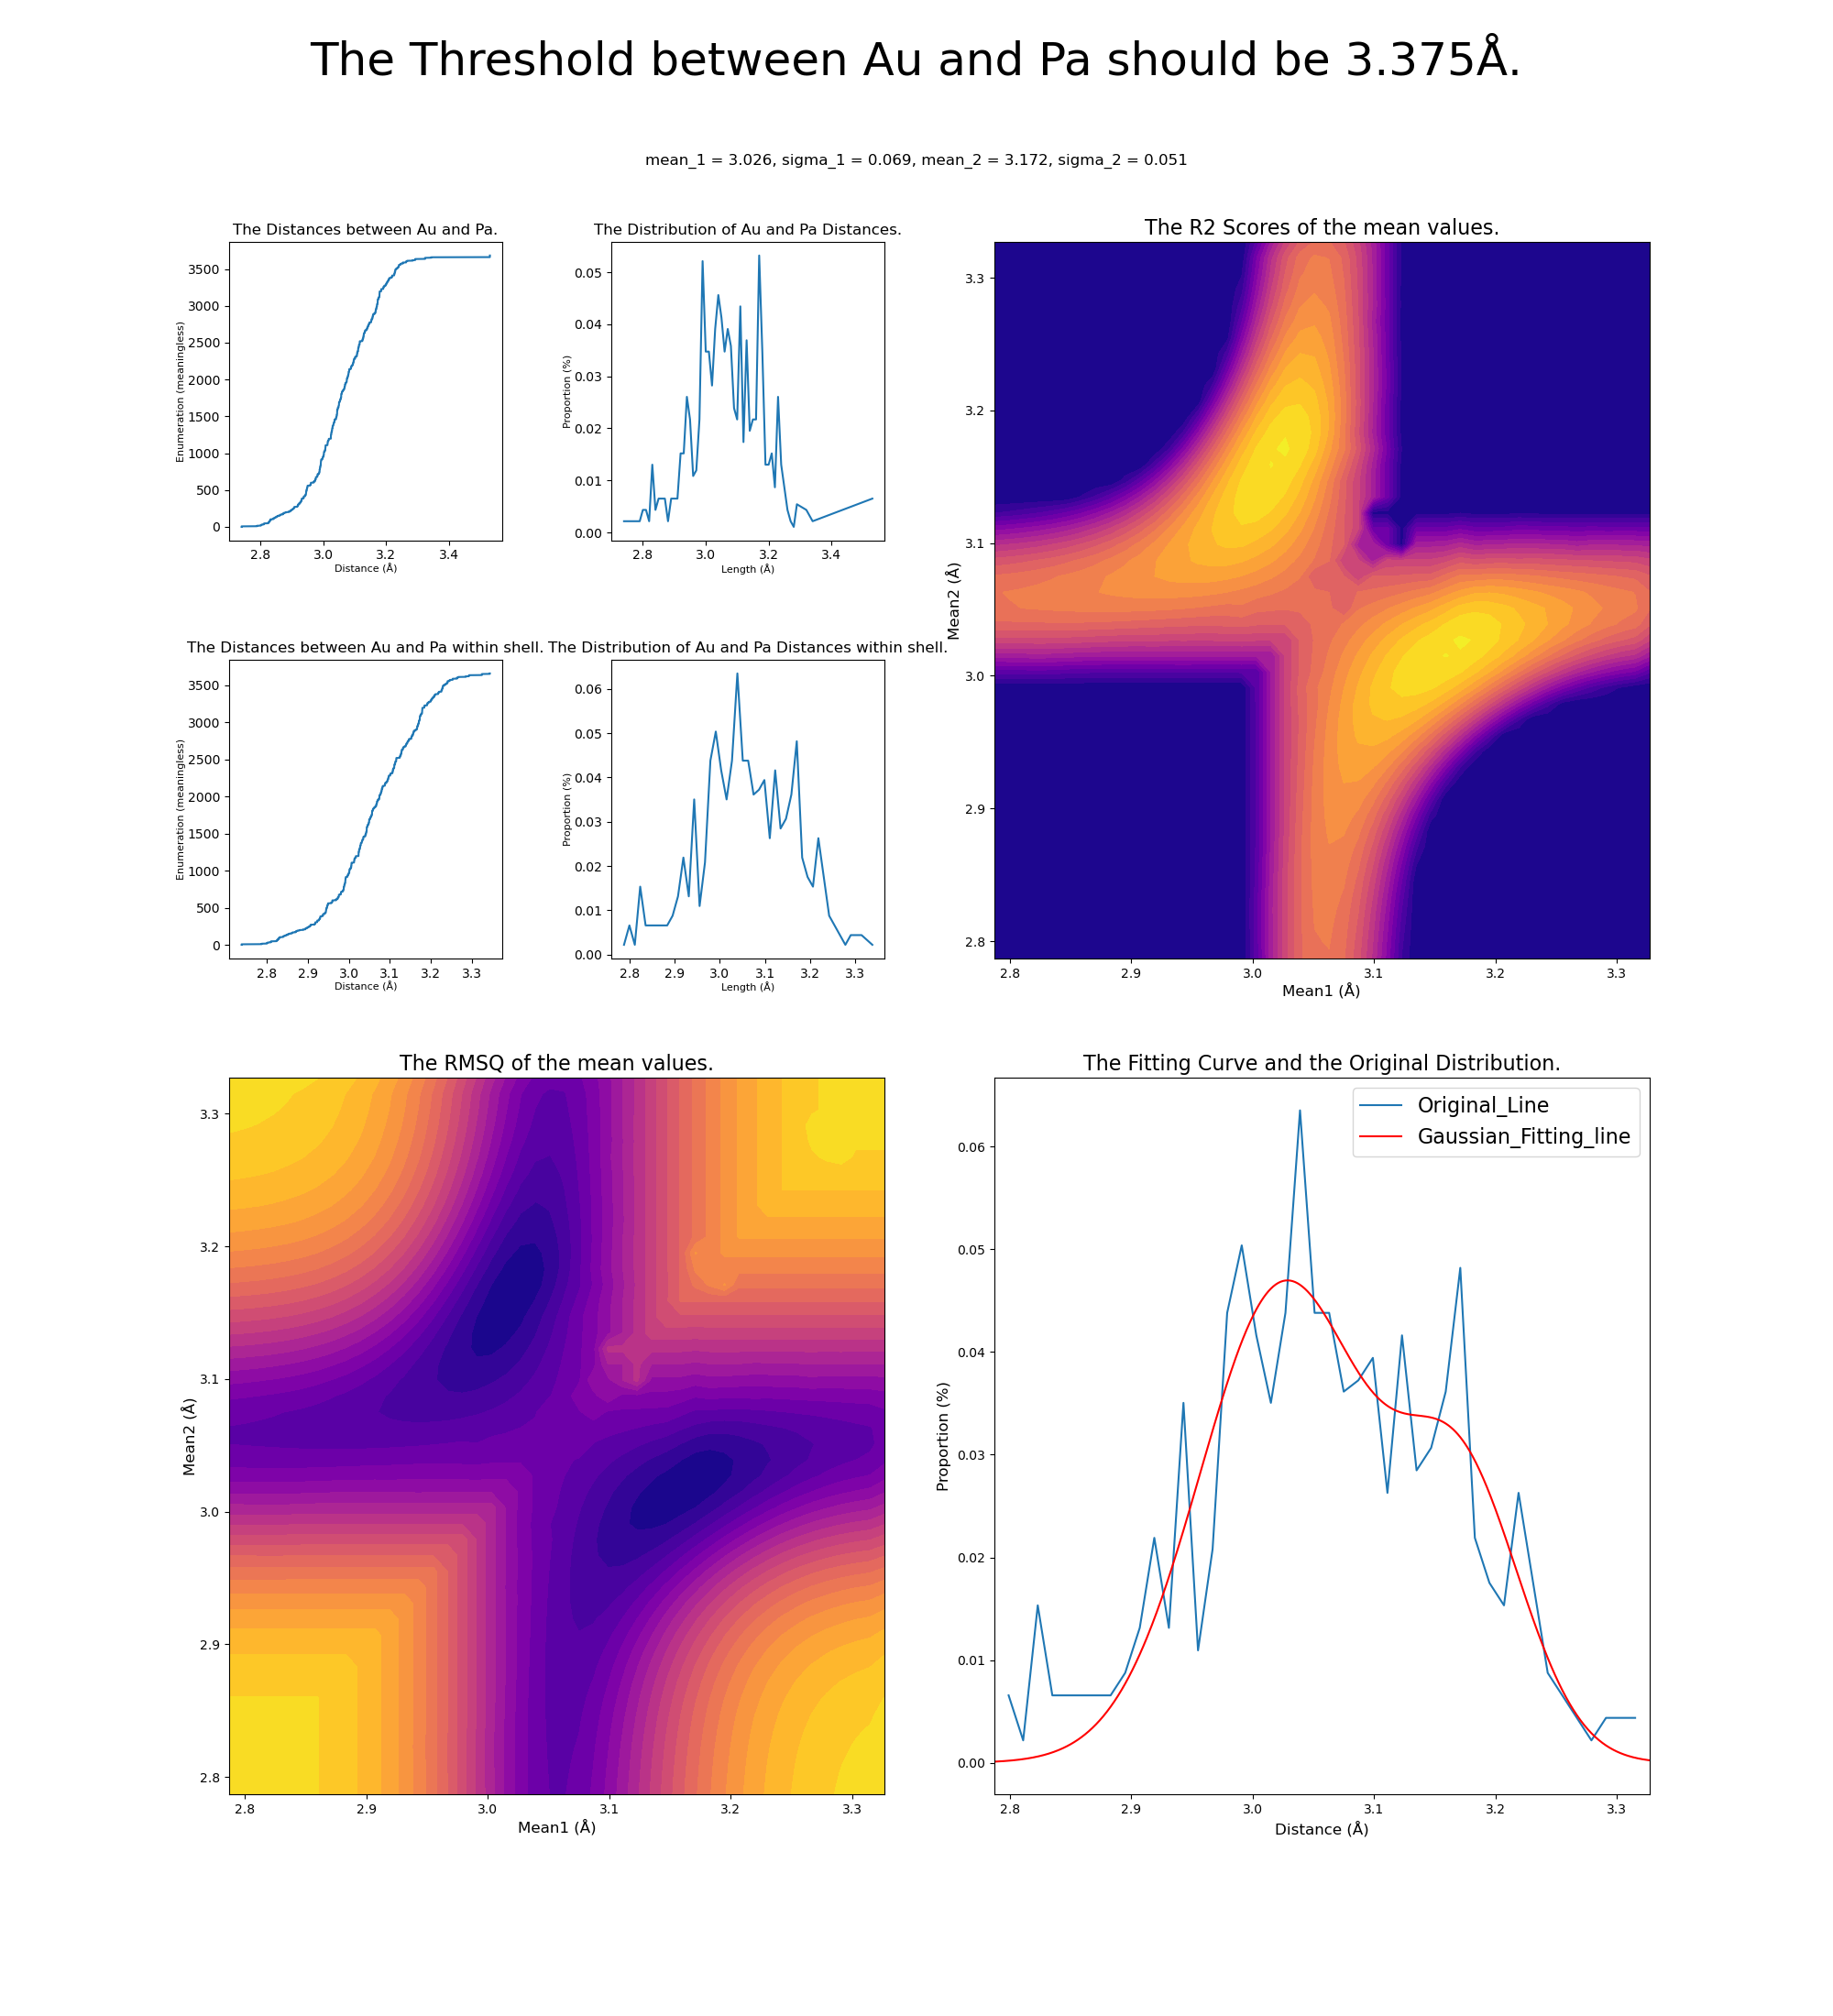 The Threshold between Au and Pa should be 3.375Å.
mean_1 = 3.026, sigma_1 = 0.069, mean_2 = 3.172, sigma_2 = 0.051
The Distances between Au and Pa.
Enumeration (meaningless)
3500
3000
2500
2000
1500
1000
500
0
2.8 3.0 3.2 3.4
Distance (Å)
The Distribution of Au and Pa Distances.
Proportion (%)
0.05
0.04
0.03
0.02
0.01
0.00
2.8 3.0 3.2 3.4
Length (Å)
The R2 Scores of the mean values.
Mean2 (Å)
3.3
3.2
3.1
3.0
2.9
2.8
2.8 2.9 3.0 3.1 3.2 3.3
Mean1 (Å)
The Distances between Au and Pa within shell.
Enumeration (meaningless)
3500
3000
2500
2000
1500
1000
500
0
2.8 2.9 3.0 3.1 3.2 3.3
Distance (Å)
The Distribution of Au and Pa Distances within shell.
Proportion (%)
0.06
0.05
0.04
0.03
0.02
0.01
0.00
2.8 2.9 3.0 3.1 3.2 3.3
Length (Å)
The RMSQ of the mean values.
Mean2 (Å)
3.3
3.2
3.1
3.0
2.9
2.8
2.8 2.9 3.0 3.1 3.2 3.3
Mean1 (Å)
The Fitting Curve and the Original Distribution.
Original_Line
Gaussian_Fitting_line
Proportion (%)
0.06
0.05
0.04
0.03
0.02
0.01
0.00
2.8 2.9 3.0 3.1 3.2 3.3
Distance (Å)